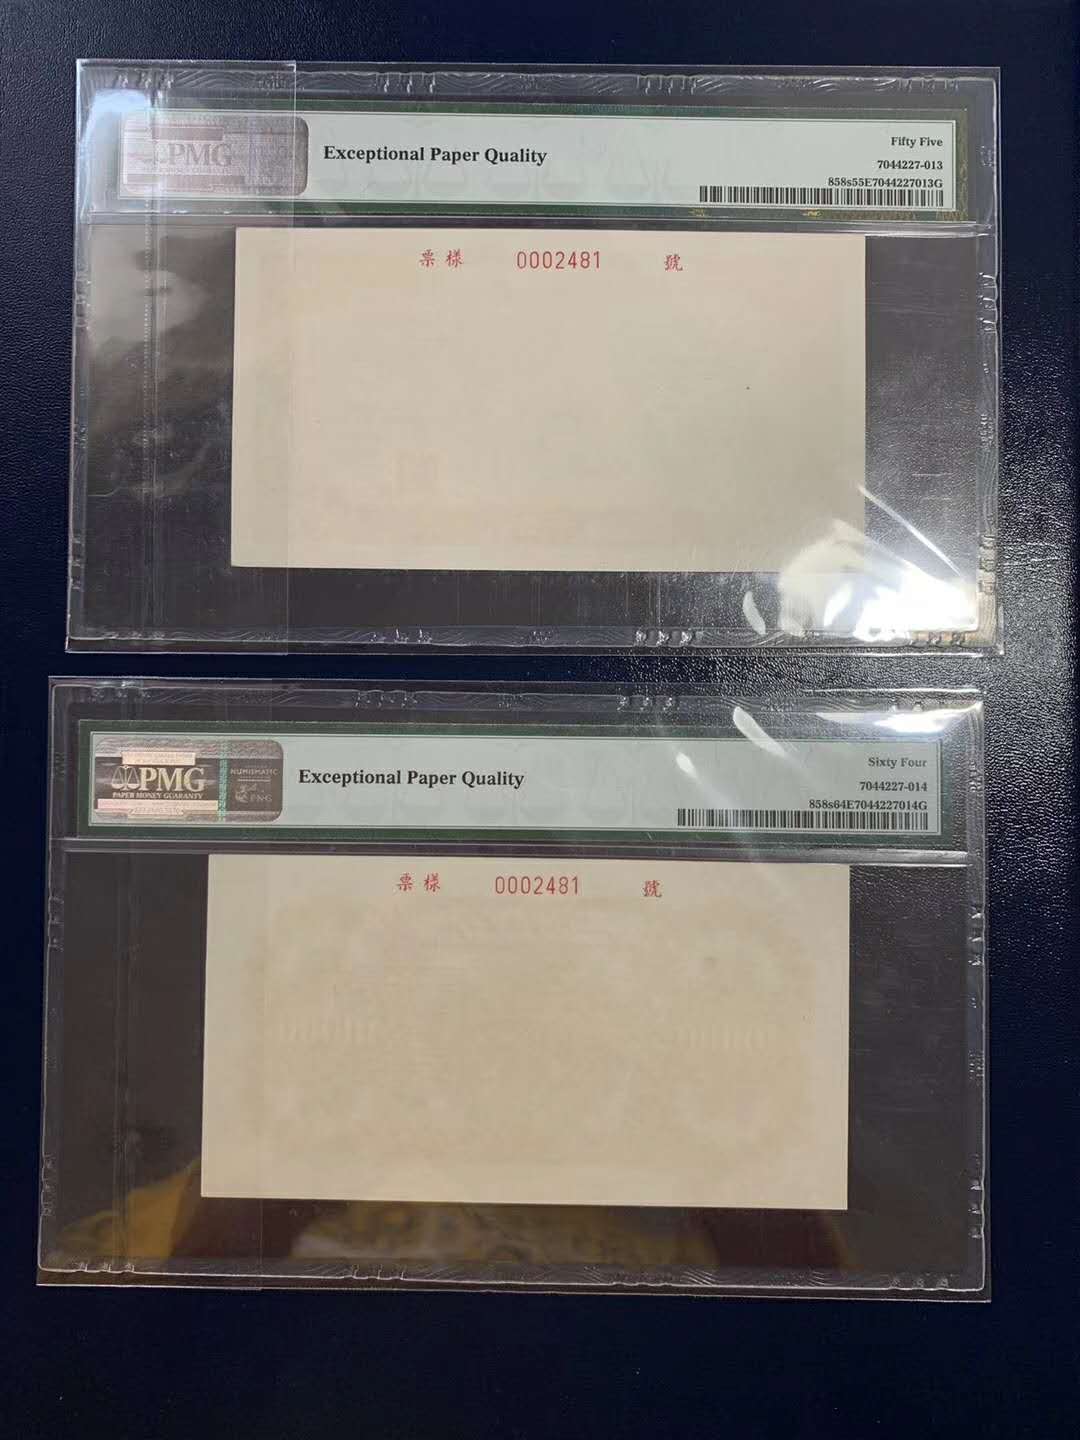 PMG
Exceptional Paper Quality
Fifty Five
7044227-013
858s55E7044227013G
票樣 0002481 號
PMG
PAPER MONEY GUARANTY
NUMISMATIC
PNG
Exceptional Paper Quality
Sixty Four
7044227-014
858s64E7044227014G
票樣 0002481 號